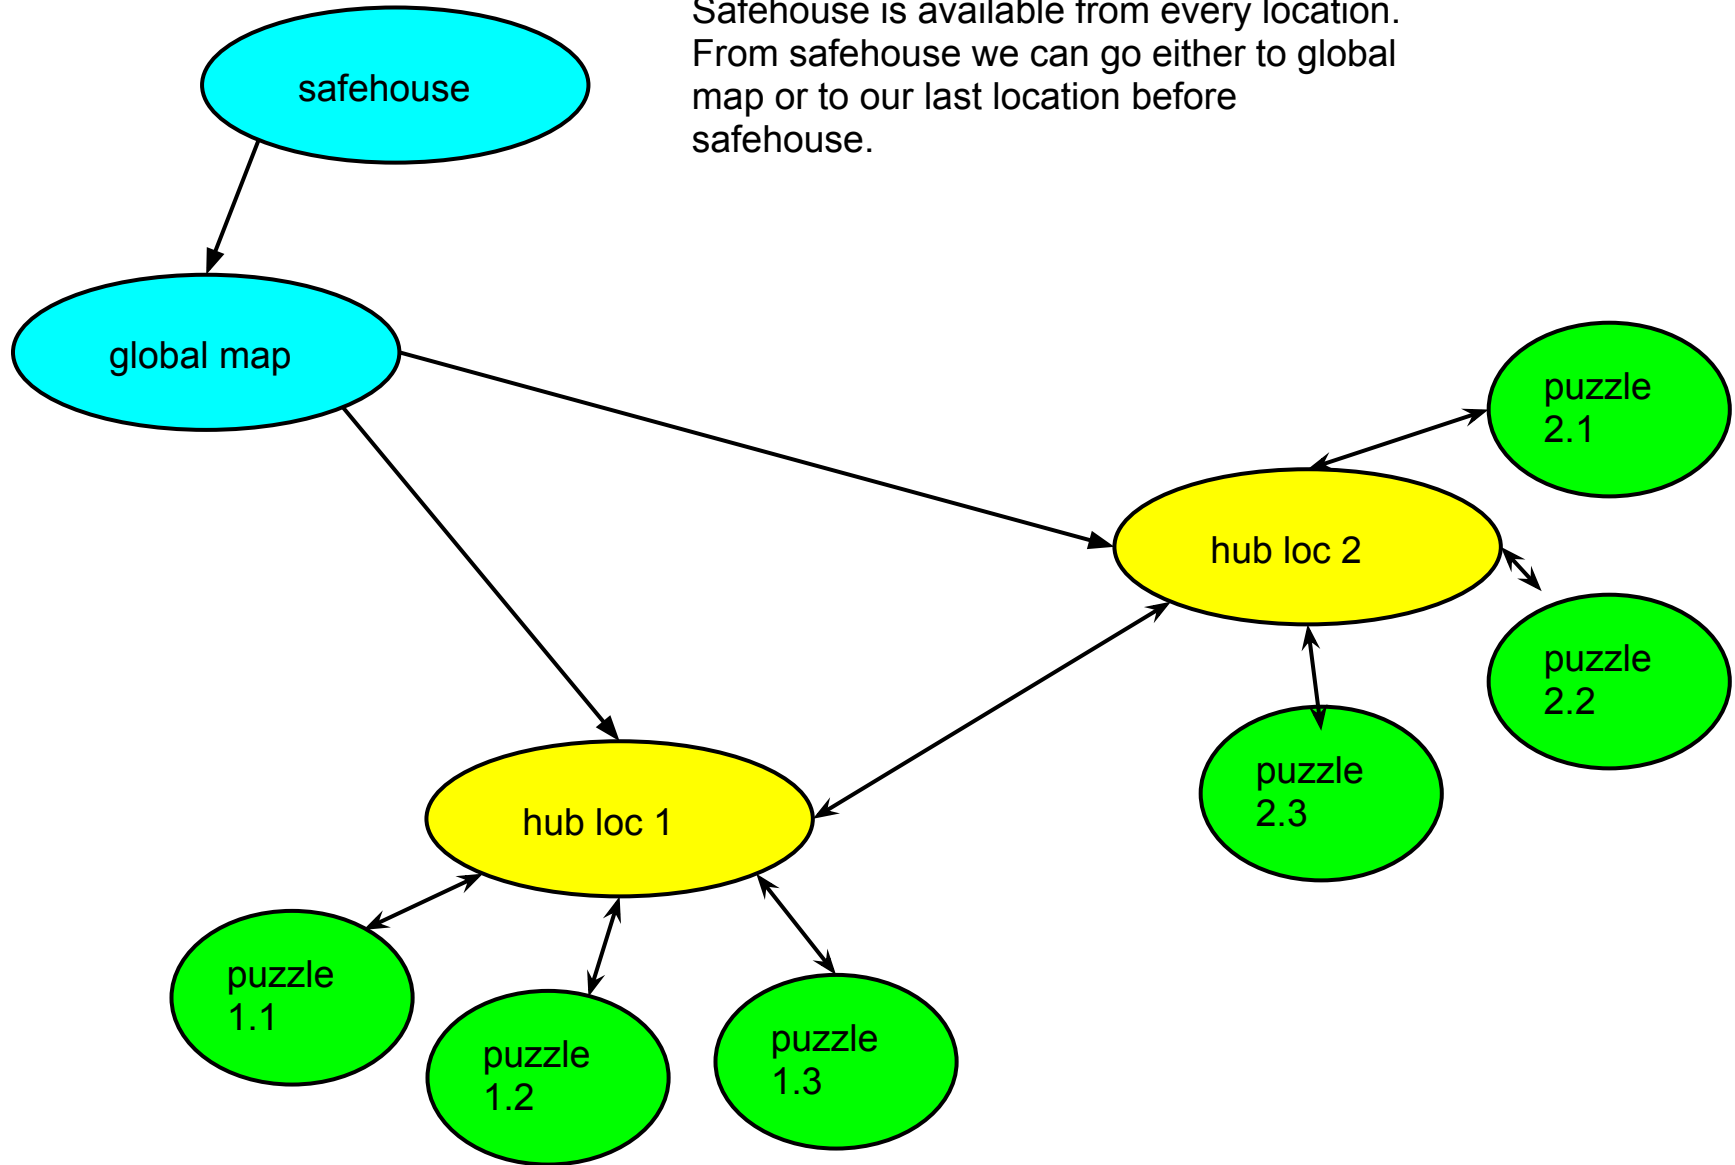 Safehouse is available from every location.
From safehouse we can go either to global
map or to our last location before
safehouse.
safehouse
global map
puzzle
2.1
hub loc 2
puzzle
2.2
puzzle
2.3
hub loc 1
puzzle
1.1
puzzle
1.2
puzzle
1.3